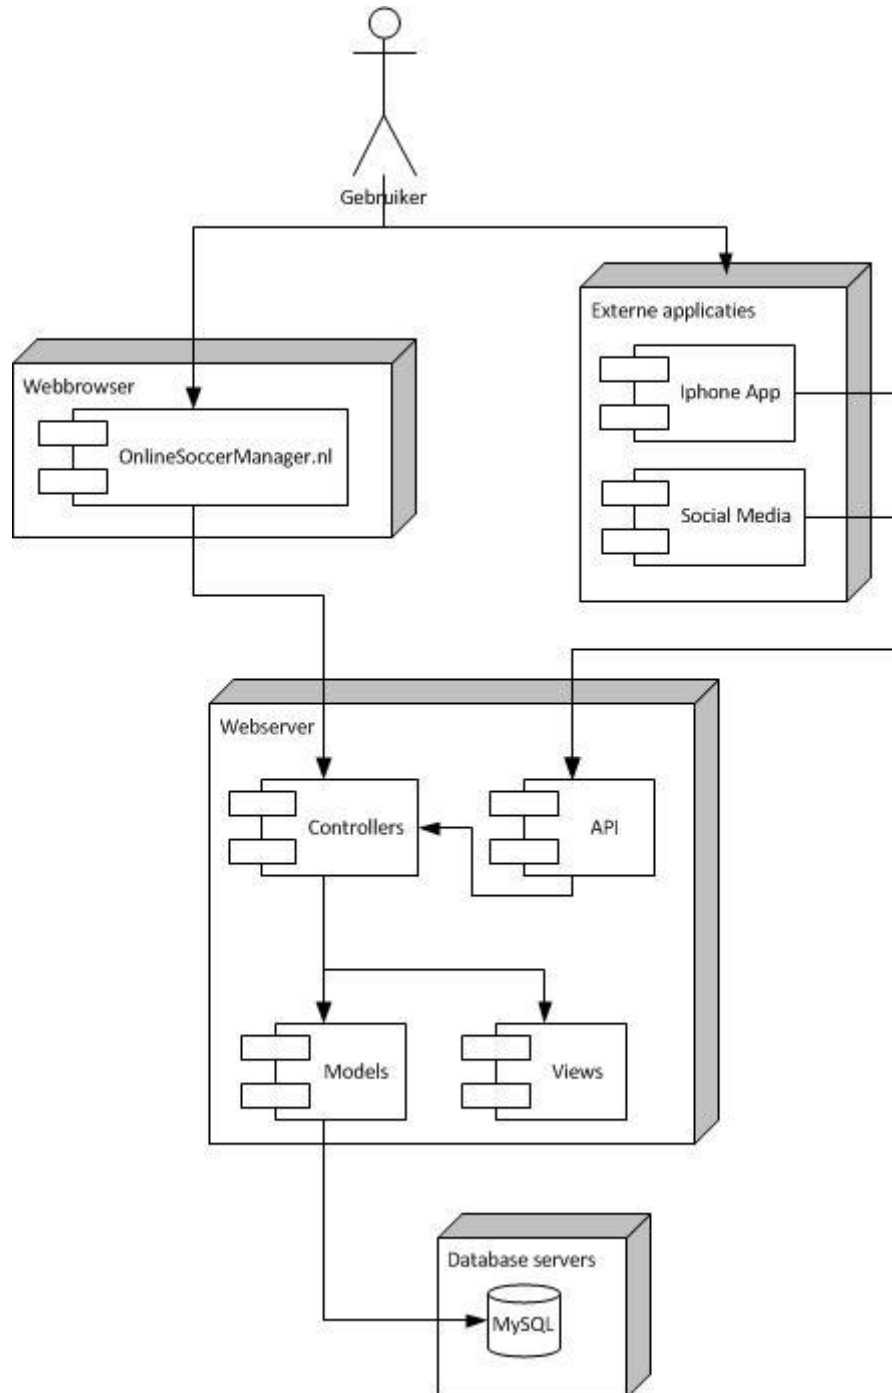 Gebruiker
Externe applicaties
Iphone App
Social Media
Webbrowser
OnlineSoccerManager.nl
Webserver
Controllers
API
Models
Views
Database servers
MySQL